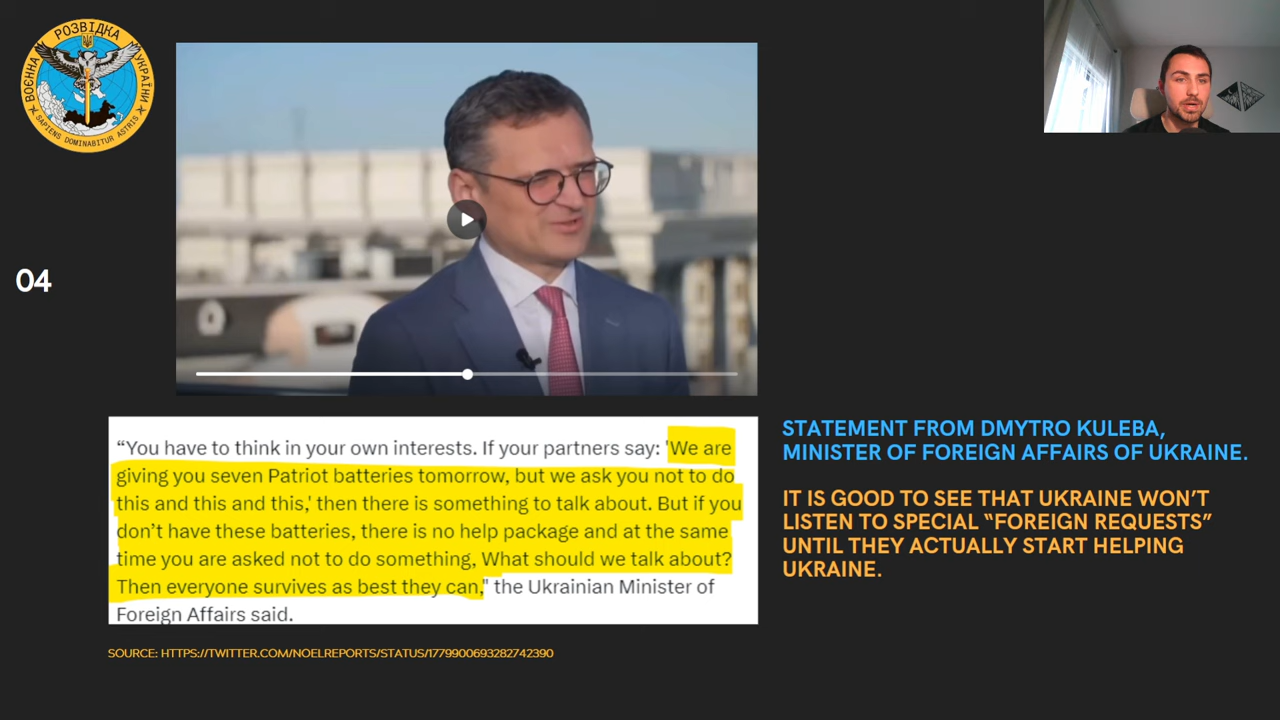 ВОЄННА РОЗВІДКА УКРАЇНИ
SAPIENS DOMINABITUR ASTRIS
04
“You have to think in your own interests. If your partners say: 'We are
giving you seven Patriot batteries tomorrow, but we ask you not to do
this and this and this,' then there is something to talk about. But if you
don’t have these batteries, there is no help package and at the same
time you are asked not to do something, What should we talk about?
Then everyone survives as best they can," the Ukrainian Minister of
Foreign Affairs said.
STATEMENT FROM DMYTRO KULEBA,
MINISTER OF FOREIGN AFFAIRS OF UKRAINE.
IT IS GOOD TO SEE THAT UKRAINE WON’T
LISTEN TO SPECIAL “FOREIGN REQUESTS”
UNTIL THEY ACTUALLY START HELPING
UKRAINE.
SOURCE: HTTPS://TWITTER.COM/NOELREPORTS/STATUS/1779900693282742390